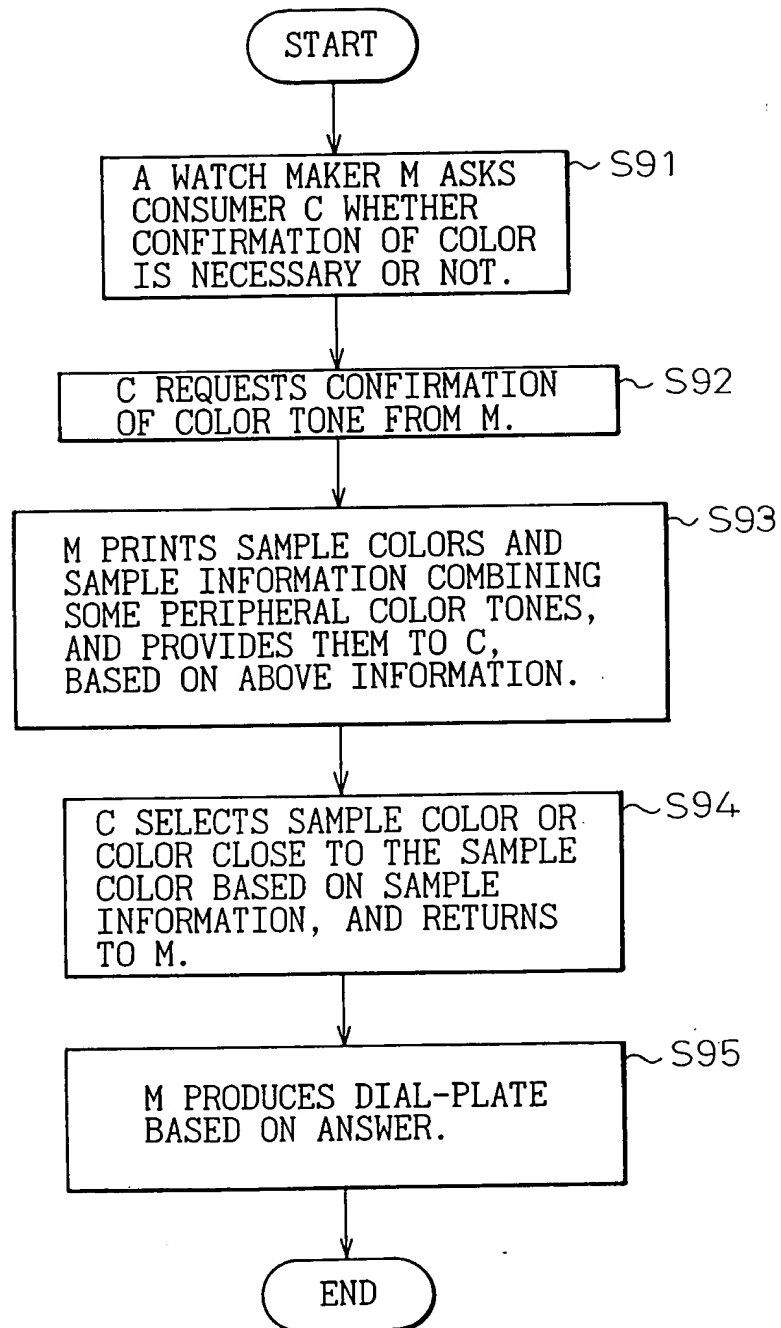 START
A WATCH MAKER M ASKS
CONSUMER C WHETHER
CONFIRMATION OF COLOR
IS NECESSARY OR NOT.
S91
C REQUESTS CONFIRMATION
OF COLOR TONE FROM M.
S92
M PRINTS SAMPLE COLORS AND
SAMPLE INFORMATION COMBINING
SOME PERIPHERAL COLOR TONES,
AND PROVIDES THEM TO C,
BASED ON ABOVE INFORMATION.
S93
C SELECTS SAMPLE COLOR OR
COLOR CLOSE TO THE SAMPLE
COLOR BASED ON SAMPLE
INFORMATION, AND RETURNS
TO M.
S94
M PRODUCES DIAL-PLATE
BASED ON ANSWER.
S95
END